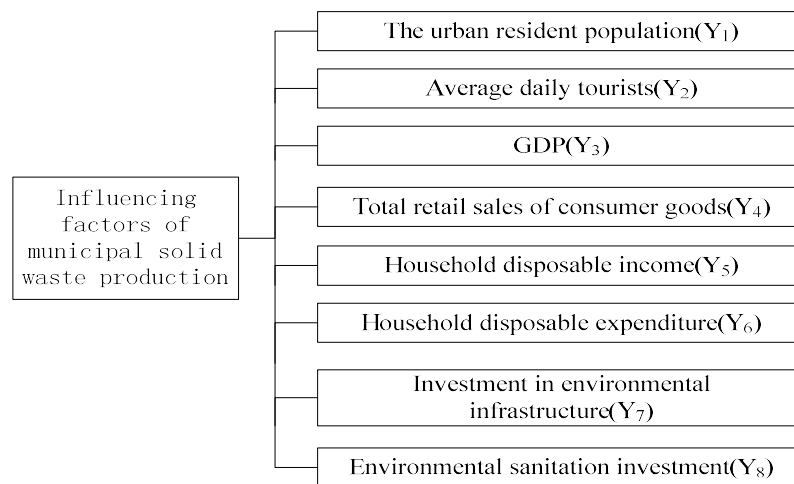 The urban resident population(Y₁)
Average daily tourists(Y₂)
GDP(Y₃)
Influencing
factors of
municipal solid
waste production
Total retail sales of consumer goods(Y₄)
Household disposable income(Y₅)
Household disposable expenditure(Y₆)
Investment in environmental
infrastructure(Y₇)
Environmental sanitation investment(Y₈)